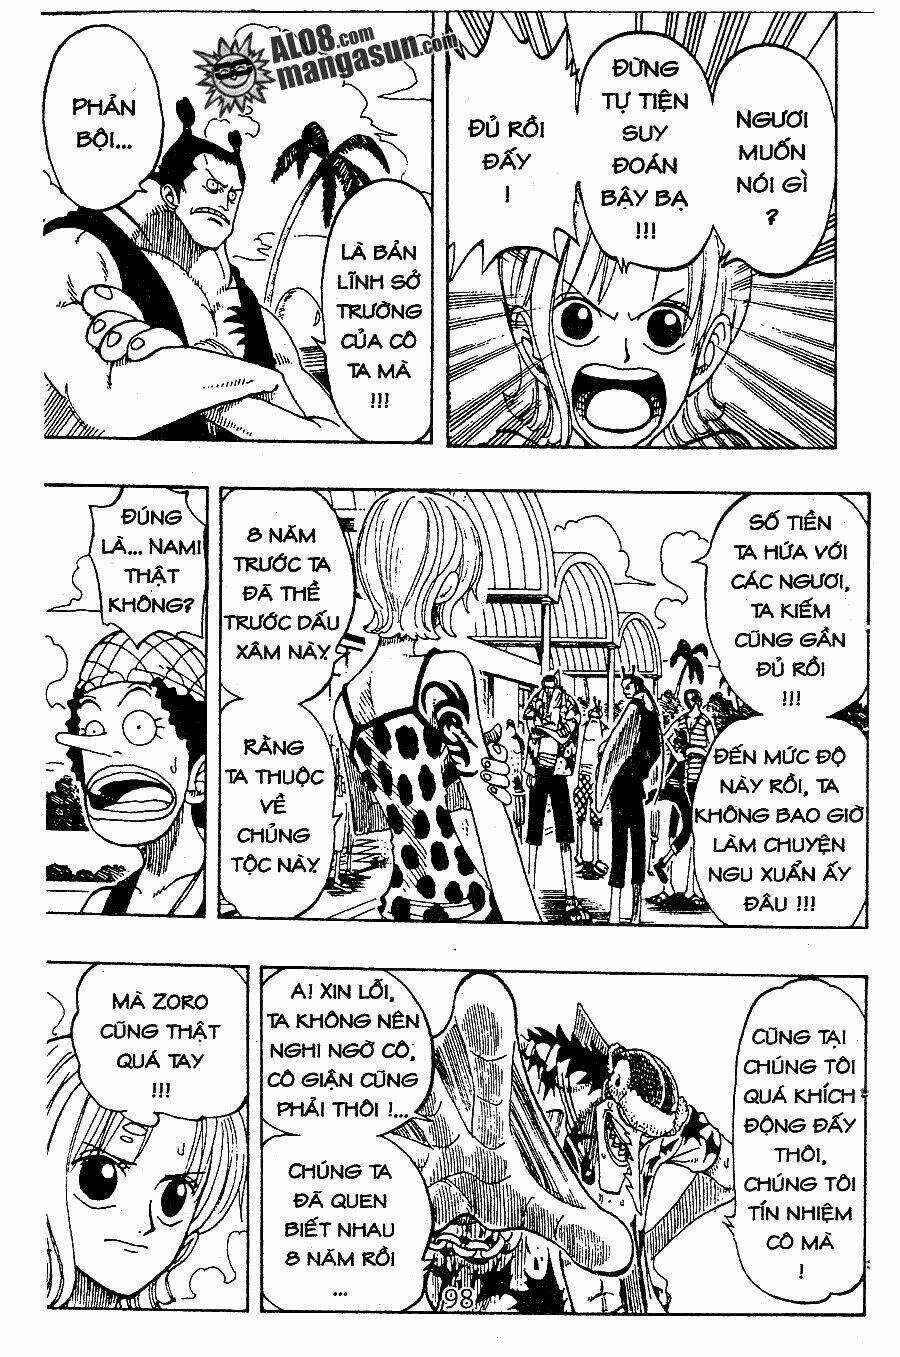 AL08.com
mangasun.com
NGƯƠI
MUỐN
NÓI GÌ
?
ĐỪNG
TỰ TIỆN
SUY
ĐOÁN
BẬY BẠ
!!!
ĐỦ RỒI
ĐẤY
!
PHẢN
BỘI...
LÀ BẢN
LĨNH SỞ
TRƯỜNG
CỦA CÔ
TA MÀ
!!!
SỐ TIỀN
TA HỨA VỚI
CÁC NGƯƠI,
TA KIẾM
CŨNG GẦN
ĐỦ RỒI
!!!
ĐẾN MỨC ĐỘ
NÀY RỒI, TA
KHÔNG BAO GIỜ
LÀM CHUYỆN
NGU XUẨN ẤY
ĐÂU !!!
8 NĂM
TRƯỚC TA
ĐÃ THỀ
TRƯỚC DẤU
XÂM NÀY.
RẰNG
TA THUỘC
VỀ
CHỦNG
TỘC NÀY.
ĐÚNG
LÀ... NAMI
THẬT
KHÔNG?
CŨNG TẠI
CHÚNG TÔI
QUÁ KHÍCH
ĐỘNG ĐẤY
THÔI,
CHÚNG TÔI
TÍN NHIỆM
CÔ MÀ
!
A! XIN LỖI,
TA KHÔNG NÊN
NGHI NGỜ CÔ,
CÔ GIẬN CŨNG
PHẢI THÔI !...
CHÚNG TA
ĐÃ QUEN
BIẾT NHAU
8 NĂM RỒI
...
MÀ ZORO
CŨNG THẬT
QUÁ TAY
!!!
98